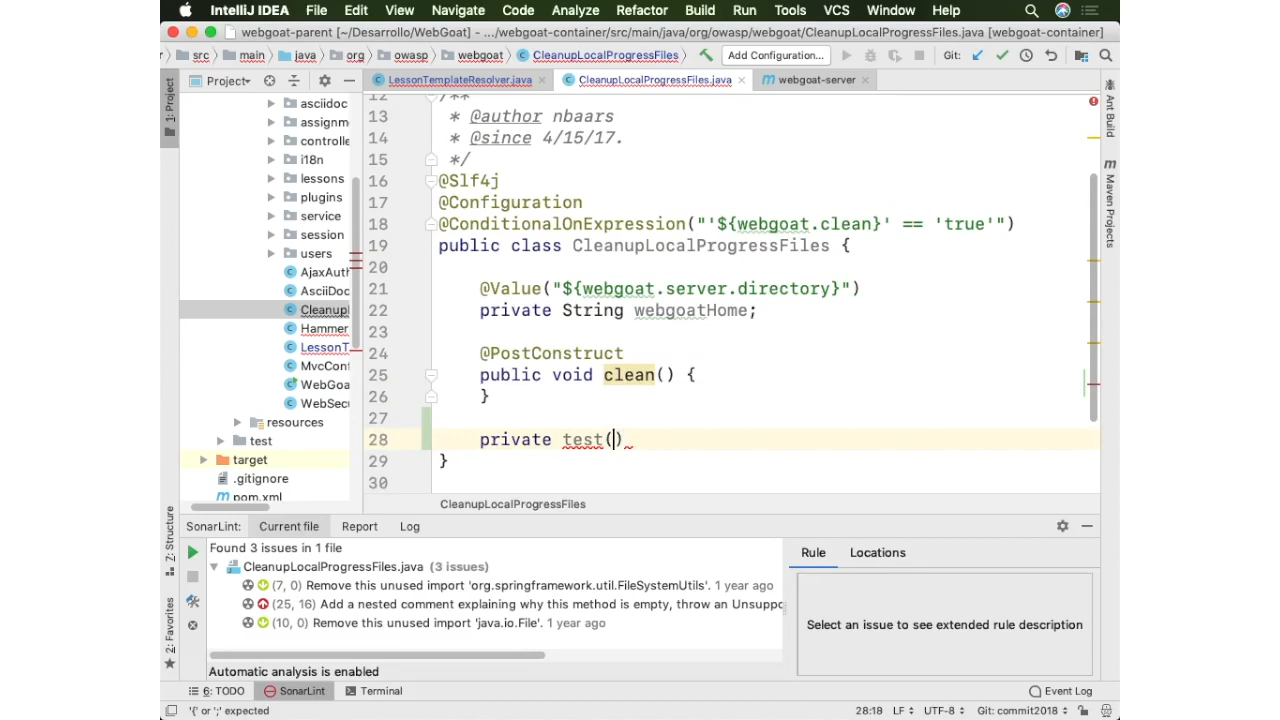 IntelliJ IDEA File Edit View Navigate Code Analyze Refactor Build Run Tools VCS Window Help
webgoat-parent [~/Desarrollo/WebGoat] - .../webgoat-container/src/main/java/org/owasp/webgoat/CleanupLocalProgressFiles.java [webgoat-container]
r src main java org owasp webgoat CleanupLocalProgressFiles Add Configuration... Git:
Project LessonTemplateResolver.java CleanupLocalProgressFiles.java webgoat-server
1: Project
Ant Build
Maven Projects
7: Structure
2: Favorites
asciidoc
assignm
controlle
i18n
lessons
plugins
service
session
users
AjaxAuth
AsciiDoc
Cleanupl
Hammer
LessonT
MvcConf
WebGoa
WebSecu
resources
test
target
.gitignore
pom.xml
12 /**
13 * @author nbaars
14 * @since 4/15/17.
15 */
16 @Slf4j
17 @Configuration
18 @ConditionalOnExpression("'${webgoat.clean}' == 'true'")
19 public class CleanupLocalProgressFiles {
20
21 @Value("${webgoat.server.directory}")
22 private String webgoatHome;
23
24 @PostConstruct
25 public void clean() {
26 }
27
28 private test()
29 }
30
CleanupLocalProgressFiles
SonarLint: Current file Report Log
Found 3 issues in 1 file
CleanupLocalProgressFiles.java (3 issues)
(7, 0) Remove this unused import 'org.springframework.util.FileSystemUtils'. 1 year ago
(25, 16) Add a nested comment explaining why this method is empty, throw an Unsuppo
(10, 0) Remove this unused import 'java.io.File'. 1 year ago
Automatic analysis is enabled
Rule Locations
Select an issue to see extended rule description
6: TODO SonarLint Terminal Event Log
'{' or ';' expected 28:18 LF UTF-8 Git: commit2018